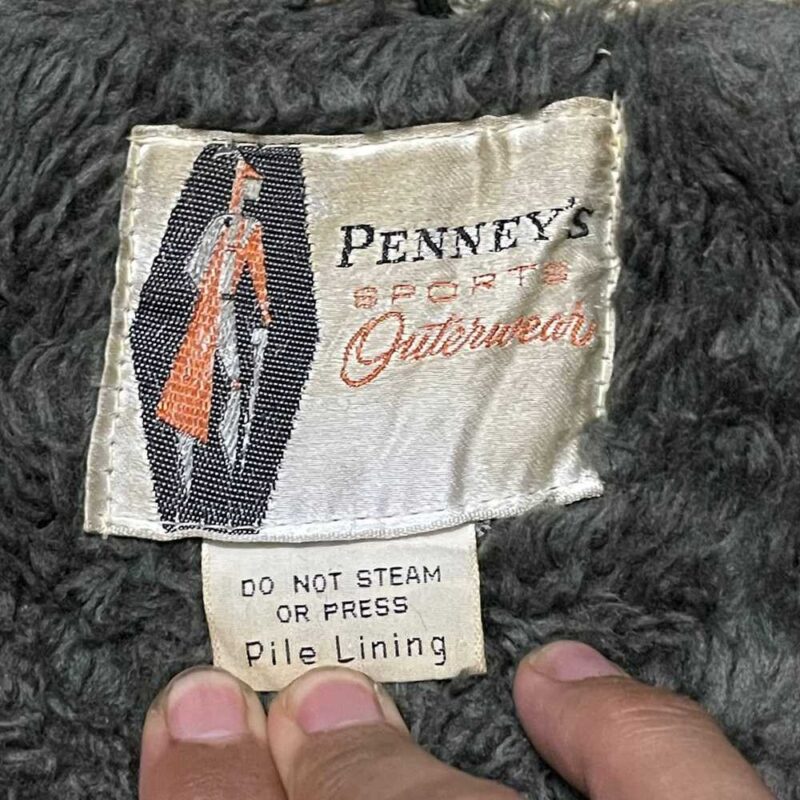 PENNEY'S
SPORTS
Outerwear
DO NOT STEAM
OR PRESS
Pile Lining